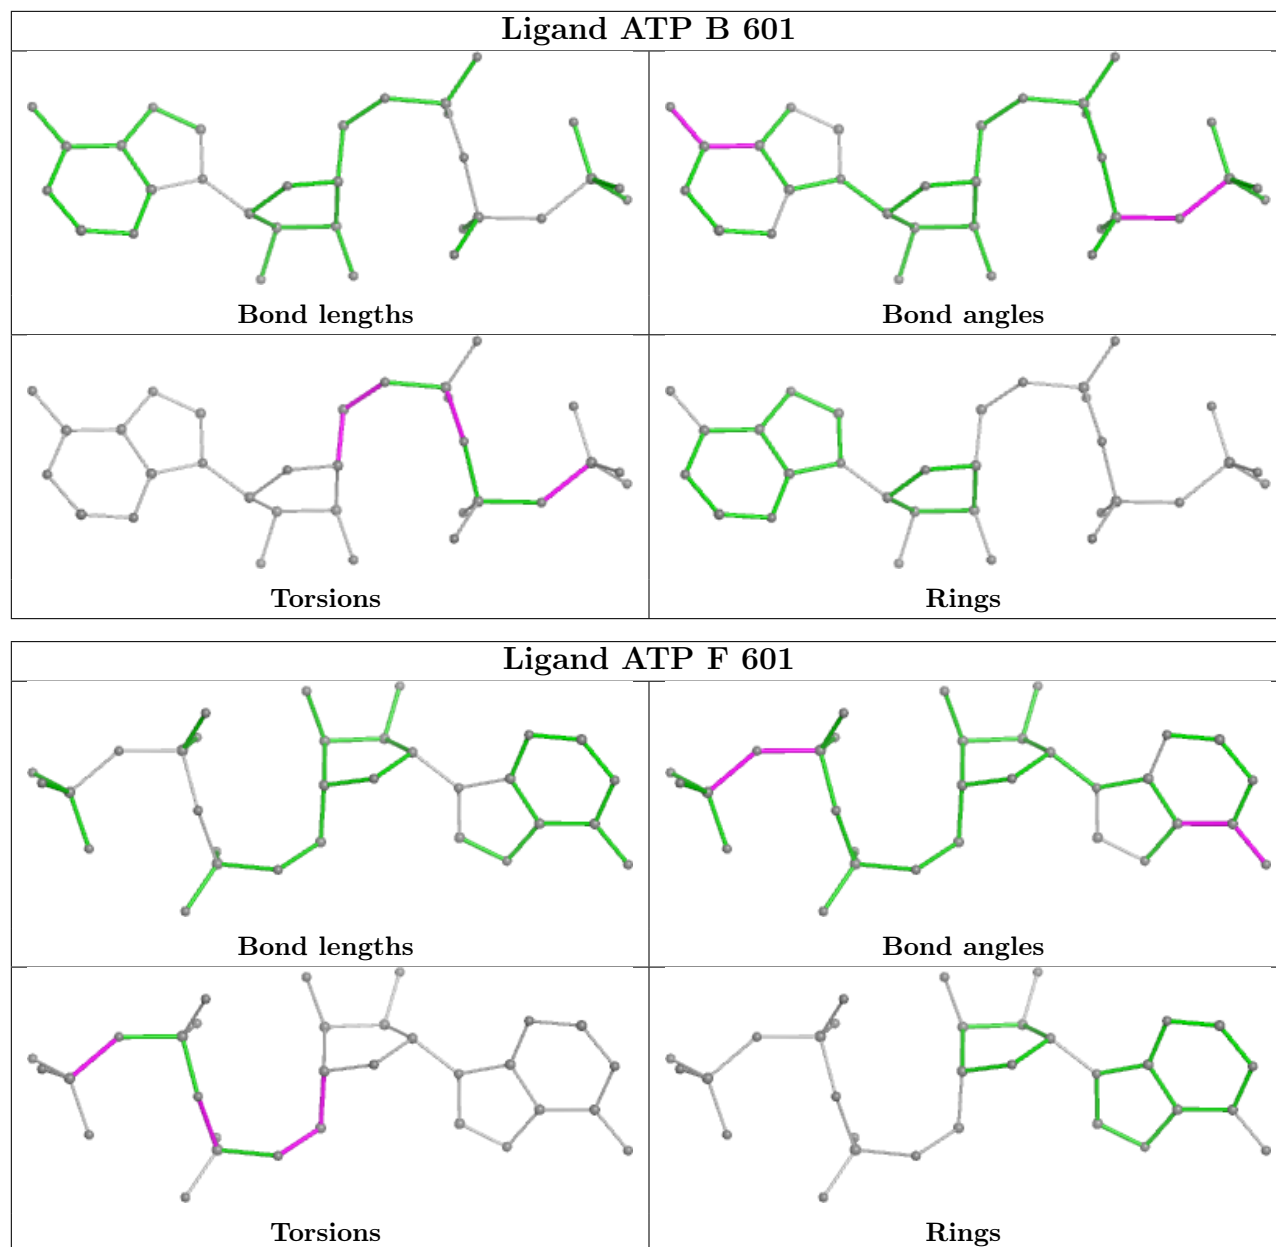 Ligand ATP B 601
Bond lengths
Bond angles
Torsions
Rings
Ligand ATP F 601
Bond lengths
Bond angles
Torsions
Rings